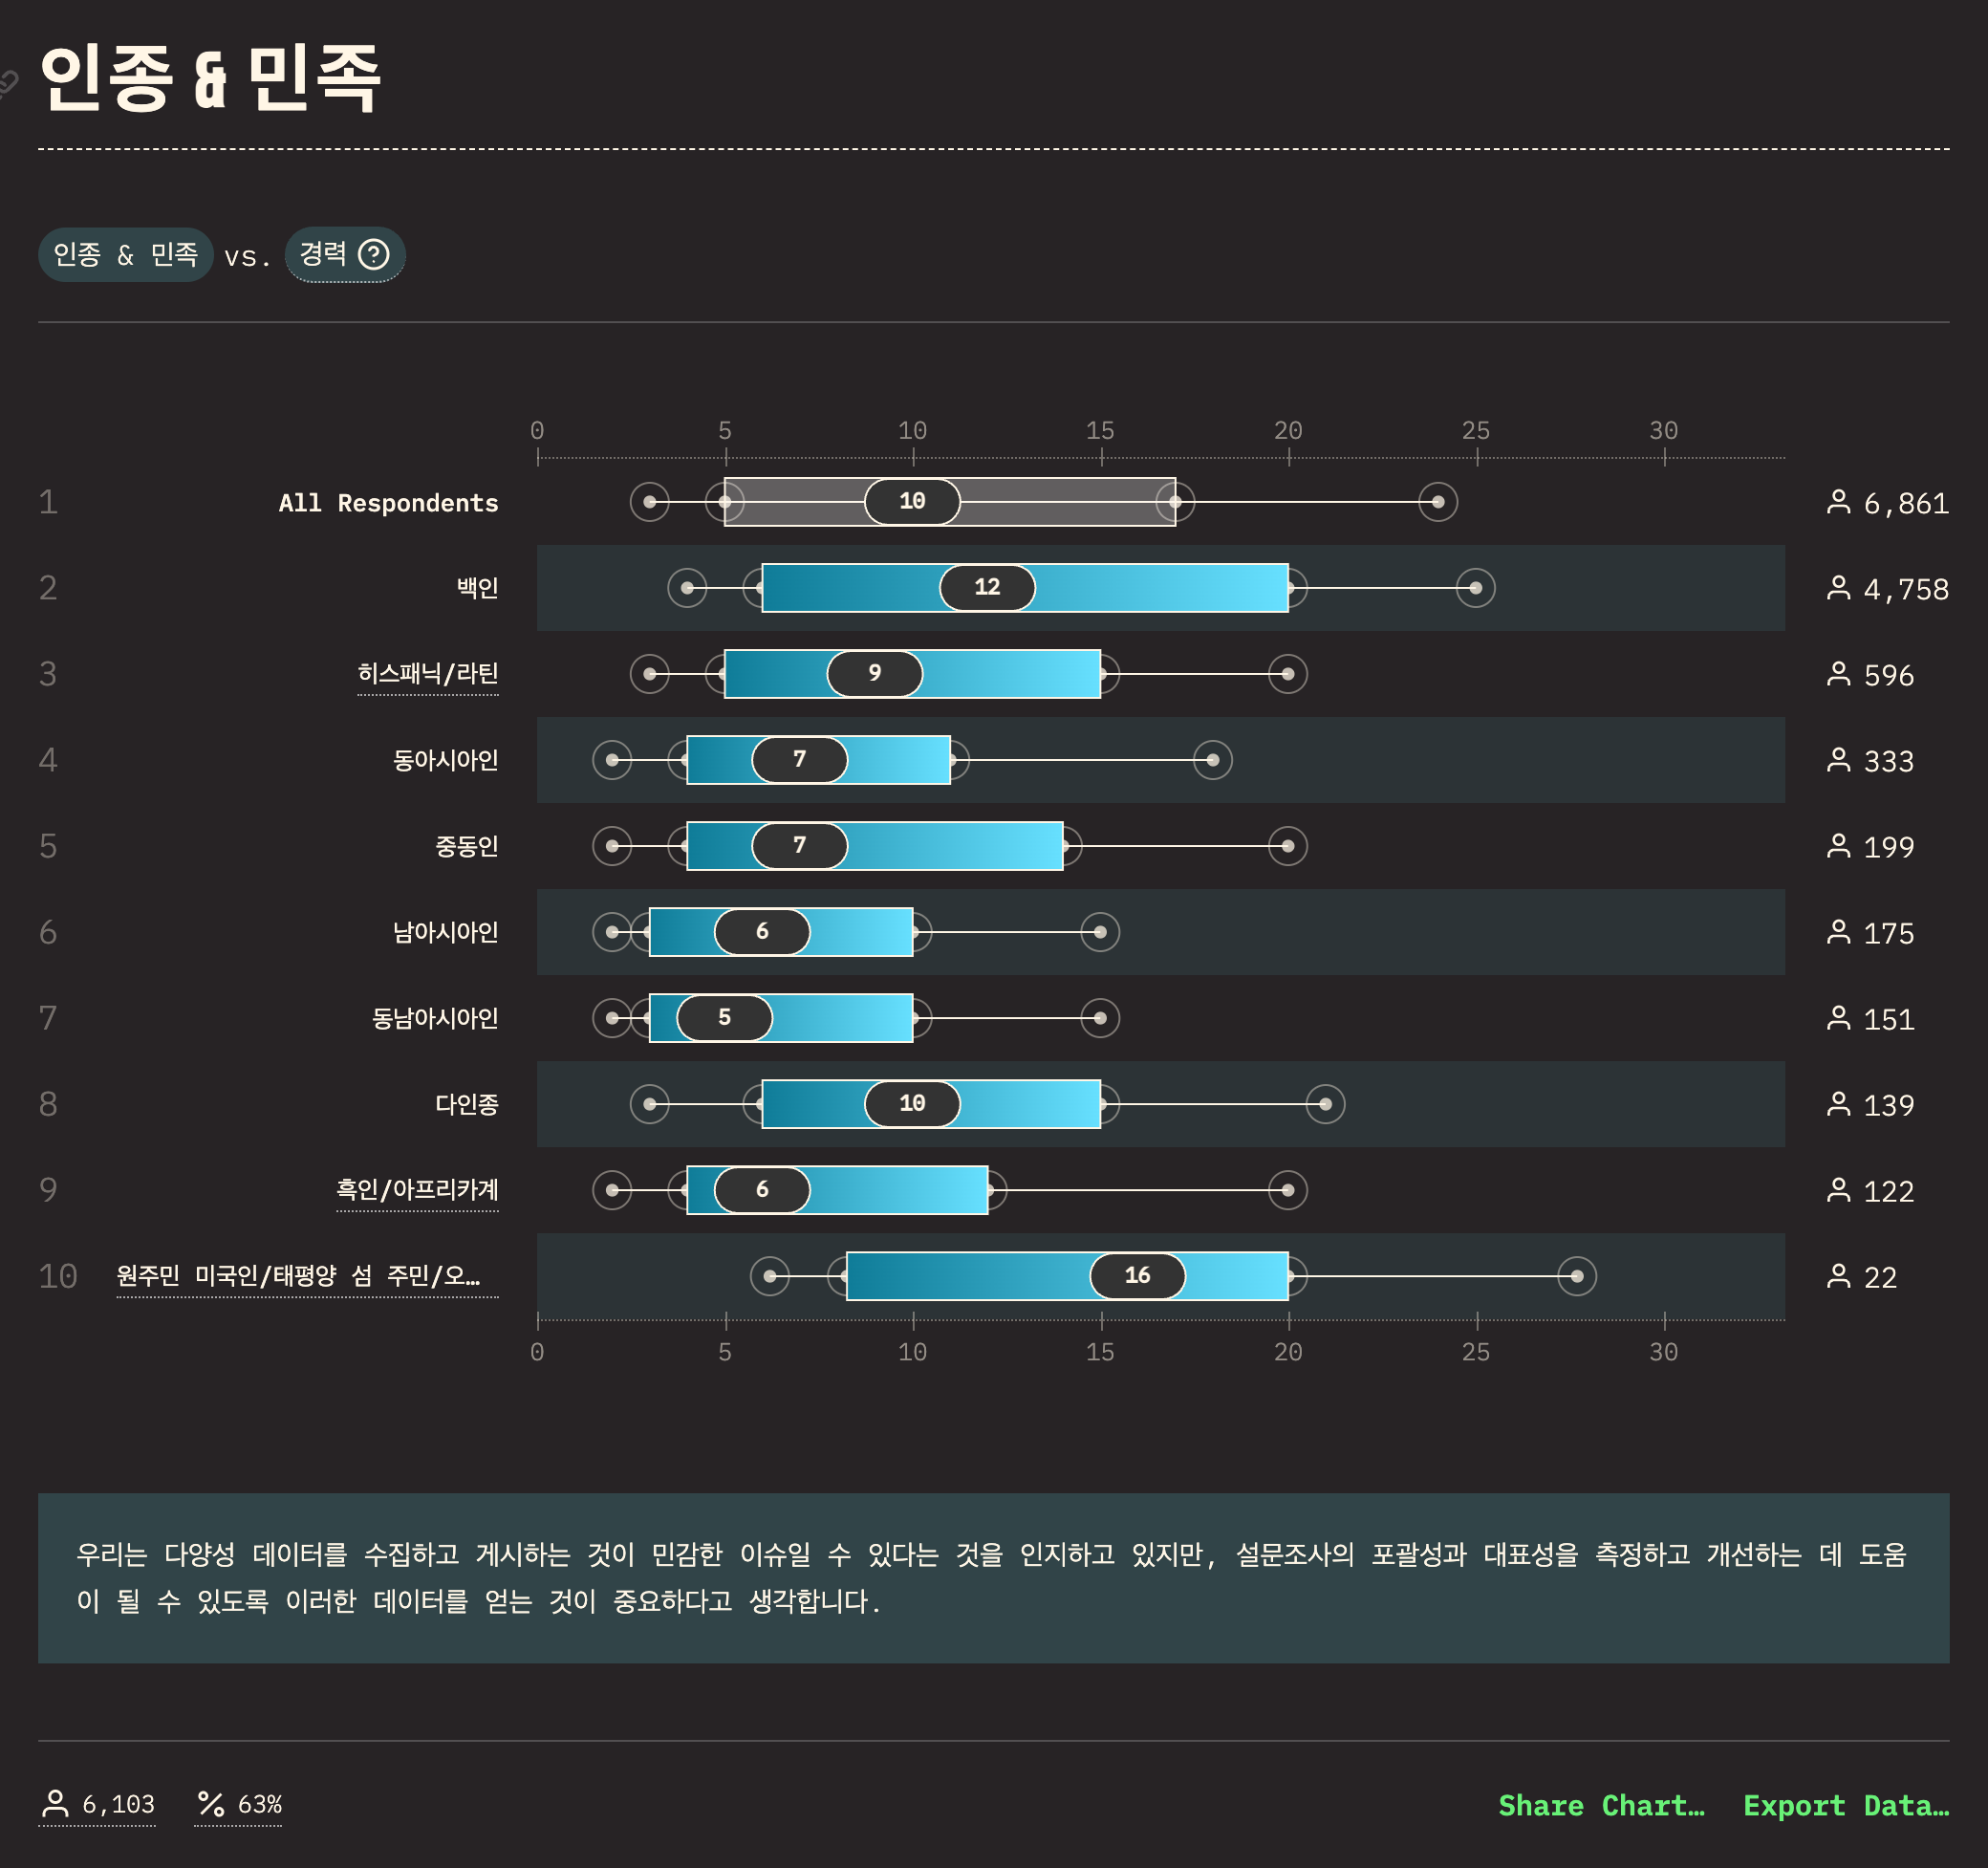 인종 & 민족
인종 & 민족 vs. 경력
0 5 10 15 20 25 30
1 All Respondents 10 6,861
2 백인 12 4,758
3 히스패닉/라틴 9 596
4 동아시아인 7 333
5 중동인 7 199
6 남아시아인 6 175
7 동남아시아인 5 151
8 다인종 10 139
9 흑인/아프리카계 6 122
10 원주민 미국인/태평양 섬 주민/오… 16 22
0 5 10 15 20 25 30
우리는 다양성 데이터를 수집하고 게시하는 것이 민감한 이슈일 수 있다는 것을 인지하고 있지만, 설문조사의 포괄성과 대표성을 측정하고 개선하는 데 도움
이 될 수 있도록 이러한 데이터를 얻는 것이 중요하다고 생각합니다.
6,103 % 63% Share Chart… Export Data…